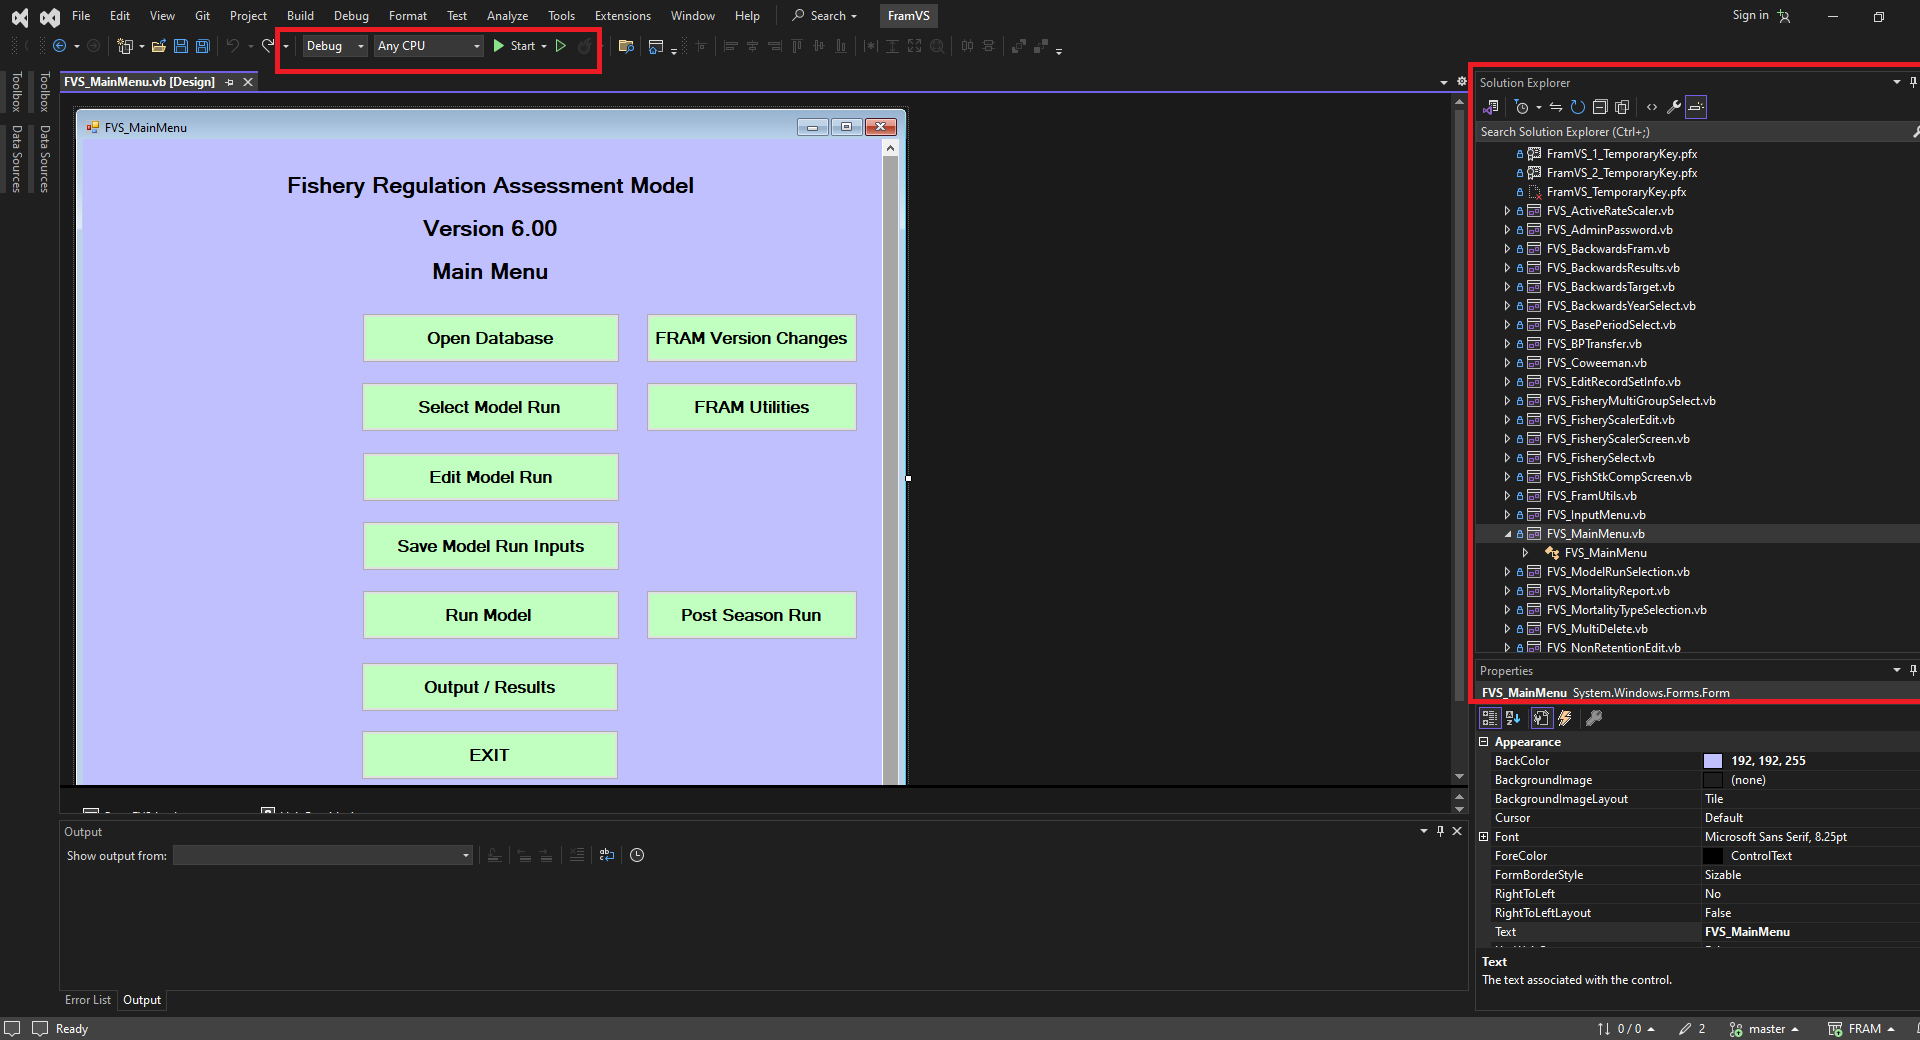 File Edit View Git Project Build Debug Format Test Analyze Tools Extensions Window Help Search FramVS Sign in
Debug Any CPU Start
Toolbox
Toolbox
Data Sources
Data Sources
FVS_MainMenu.vb [Design]
FVS_MainMenu
Fishery Regulation Assessment Model
Version 6.00
Main Menu
Open Database FRAM Version Changes
Select Model Run FRAM Utilities
Edit Model Run
Save Model Run Inputs
Run Model Post Season Run
Output / Results
EXIT
Output
Show output from:
Error List Output
Solution Explorer
Search Solution Explorer (Ctrl+;)
FramVS_1_TemporaryKey.pfx
FramVS_2_TemporaryKey.pfx
FramVS_TemporaryKey.pfx
FVS_ActiveRateScaler.vb
FVS_AdminPassword.vb
FVS_BackwardsFram.vb
FVS_BackwardsResults.vb
FVS_BackwardsTarget.vb
FVS_BackwardsYearSelect.vb
FVS_BasePeriodSelect.vb
FVS_BPTransfer.vb
FVS_Coweeman.vb
FVS_EditRecordSetInfo.vb
FVS_FisheryMultiGroupSelect.vb
FVS_FisheryScalerEdit.vb
FVS_FisheryScalerScreen.vb
FVS_FisherySelect.vb
FVS_FishStkCompScreen.vb
FVS_FramUtils.vb
FVS_InputMenu.vb
FVS_MainMenu.vb
FVS_MainMenu
FVS_ModelRunSelection.vb
FVS_MortalityReport.vb
FVS_MortalityTypeSelection.vb
FVS_MultiDelete.vb
FVS_NonRetentionEdit.vb
Properties
FVS_MainMenu System.Windows.Forms.Form
Appearance
BackColor 192, 192, 255
BackgroundImage (none)
BackgroundImageLayout Tile
Cursor Default
Font Microsoft Sans Serif, 8.25pt
ForeColor ControlText
FormBorderStyle Sizable
RightToLeft No
RightToLeftLayout False
Text FVS_MainMenu
Text
The text associated with the control.
Ready 0 / 0 2 master FRAM